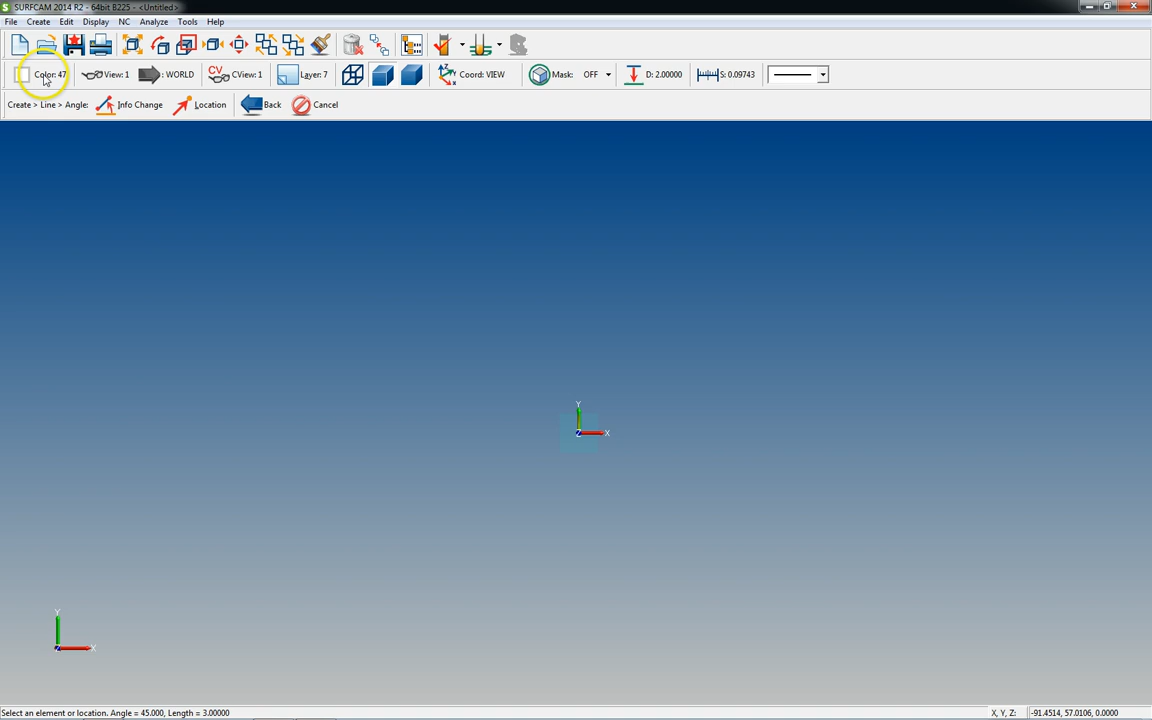 SURFCAM 2014 R2 - 64bit B225 - <Untitled>
File Edit Create Display NC Analyze Tools Help
Color: 47 View: 1 : WORLD CView: 1 Layer: 7 Coord: VIEW Mask: OFF D: 2.00000 S: 0.09743
Create > Line > Angle: Info Change Location Back Cancel
Y
X
Y
X
Select an element or location. Angle = 45.000, Length = 3.00000 X, Y, Z: -91.4514, 57.0106, 0.0000